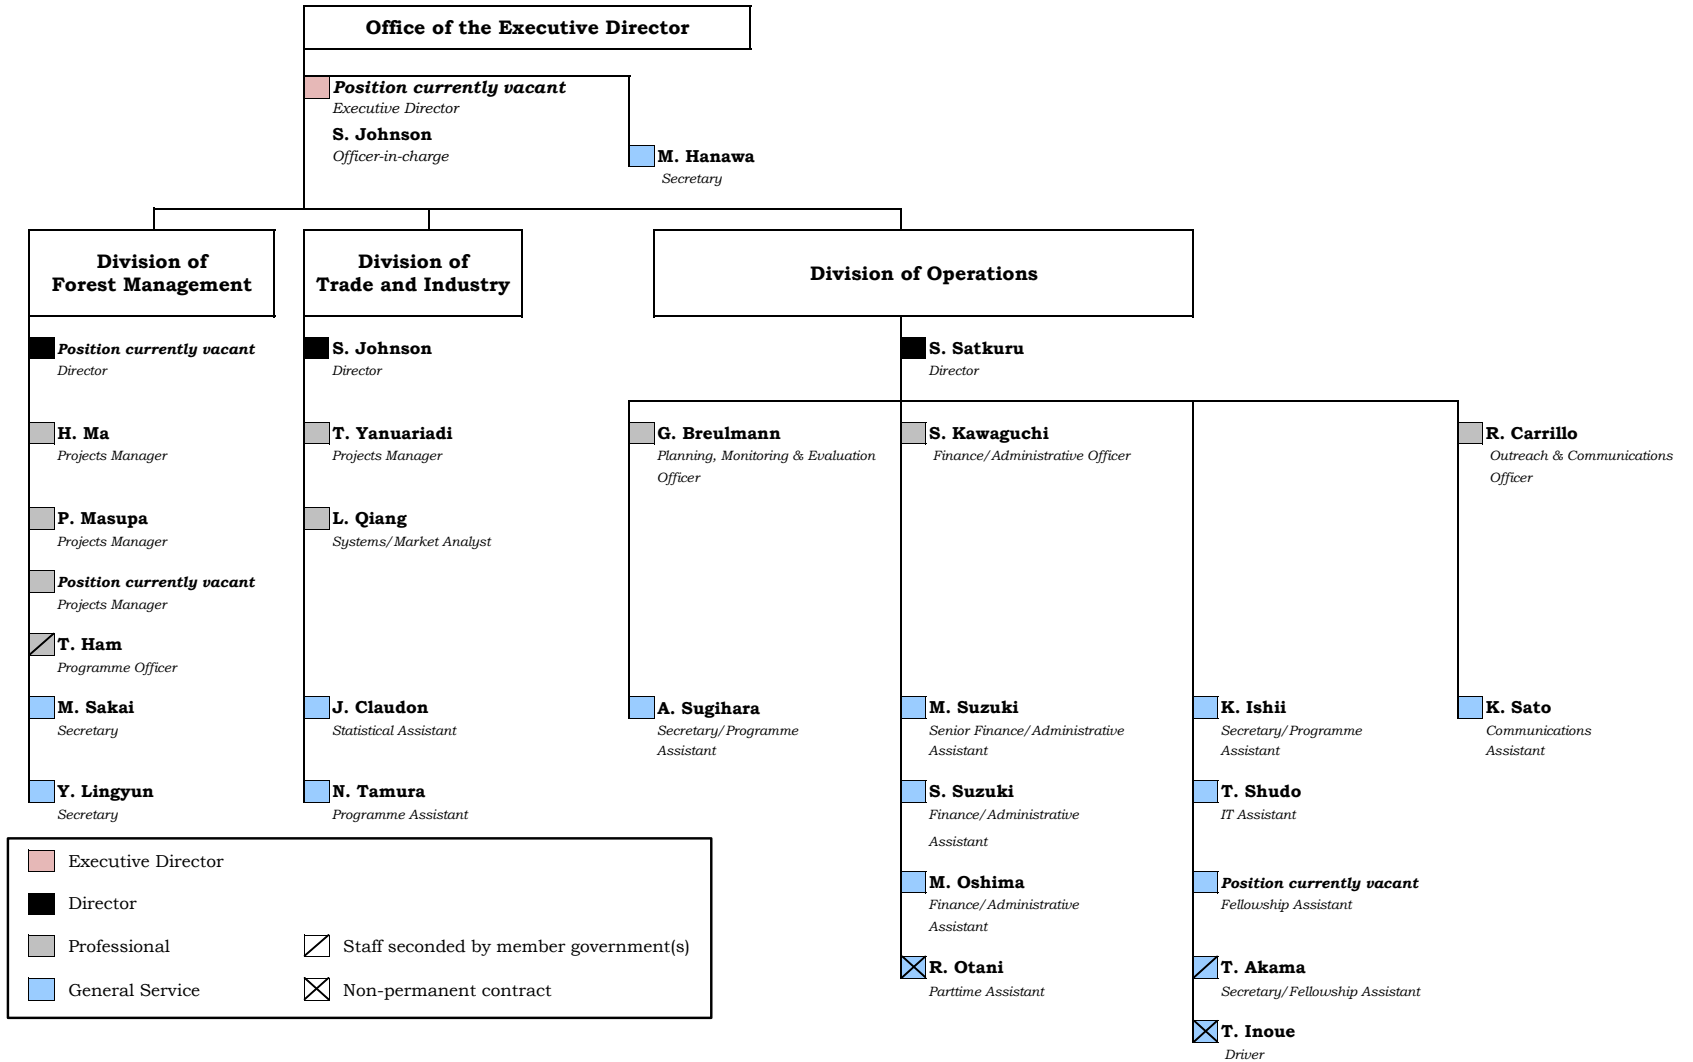 Office of the Executive Director
Position currently vacant
Executive Director
S. Johnson
Officer-in-charge
M. Hanawa
Secretary
Division of
Forest Management
Division of
Trade and Industry
Division of Operations
Position currently vacant
Director
S. Johnson
Director
S. Satkuru
Director
H. Ma
Projects Manager
T. Yanuariadi
Projects Manager
G. Breulmann
Planning, Monitoring & Evaluation
Officer
S. Kawaguchi
Finance/Administrative Officer
R. Carrillo
Outreach & Communications
Officer
P. Masupa
Projects Manager
L. Qiang
Systems/Market Analyst
Position currently vacant
Projects Manager
T. Ham
Programme Officer
M. Sakai
Secretary
J. Claudon
Statistical Assistant
A. Sugihara
Secretary/Programme
Assistant
M. Suzuki
Senior Finance/Administrative
Assistant
K. Ishii
Secretary/Programme
Assistant
K. Sato
Communications
Assistant
Y. Lingyun
Secretary
N. Tamura
Programme Assistant
S. Suzuki
Finance/Administrative
Assistant
T. Shudo
IT Assistant
M. Oshima
Finance/Administrative
Assistant
Position currently vacant
Fellowship Assistant
R. Otani
Parttime Assistant
T. Akama
Secretary/Fellowship Assistant
T. Inoue
Driver
Executive Director
Director
Professional
Staff seconded by member government(s)
General Service
Non-permanent contract